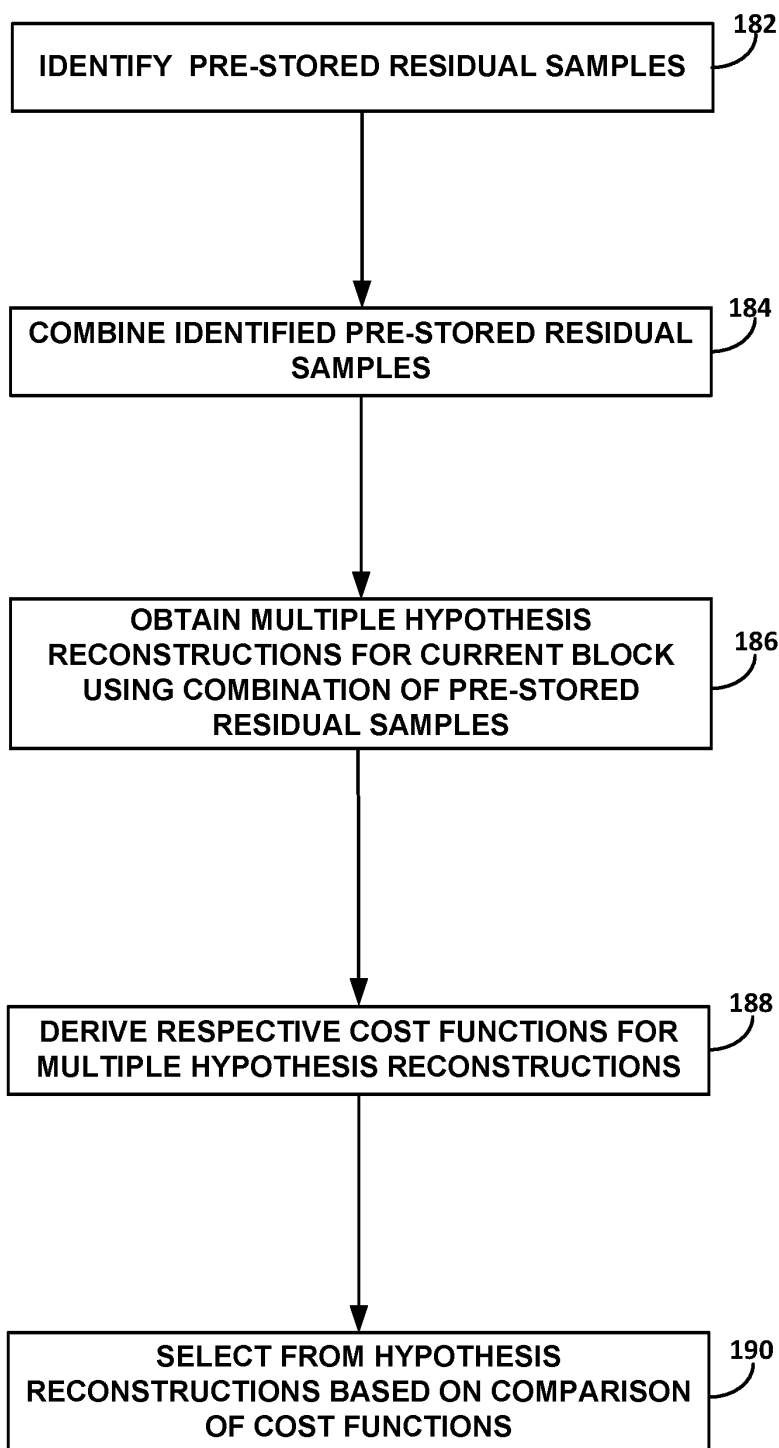 182
IDENTIFY PRE-STORED RESIDUAL SAMPLES
184
COMBINE IDENTIFIED PRE-STORED RESIDUAL
SAMPLES
OBTAIN MULTIPLE HYPOTHESIS
RECONSTRUCTIONS FOR CURRENT BLOCK
USING COMBINATION OF PRE-STORED
RESIDUAL SAMPLES
186
188
DERIVE RESPECTIVE COST FUNCTIONS FOR
MULTIPLE HYPOTHESIS RECONSTRUCTIONS
190
SELECT FROM HYPOTHESIS
RECONSTRUCTIONS BASED ON COMPARISON
OF COST FUNCTIONS